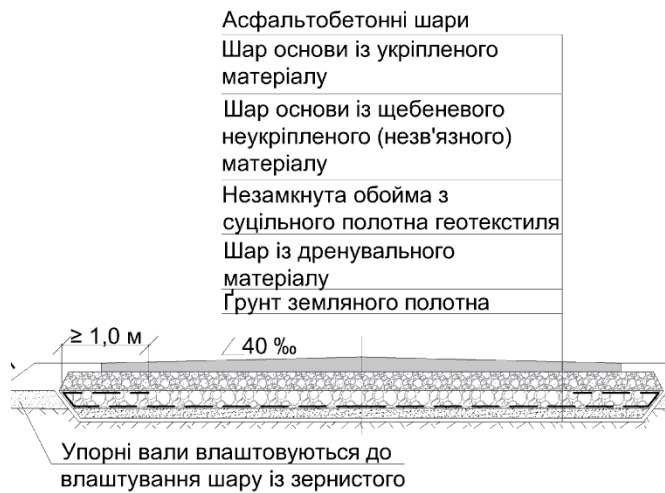 Асфальтобетонні шари
Шар основи із укріпленого
матеріалу
Шар основи із щебеневого
неукріпленого (незв'язного)
матеріалу
Незамкнута обойма з
суцільного полотна геотекстиля
Шар із дренувального
матеріалу
Ґрунт земляного полотна
≥ 1,0 м
40 ‰
Упорні вали влаштовуються до
влаштування шару із зернистого